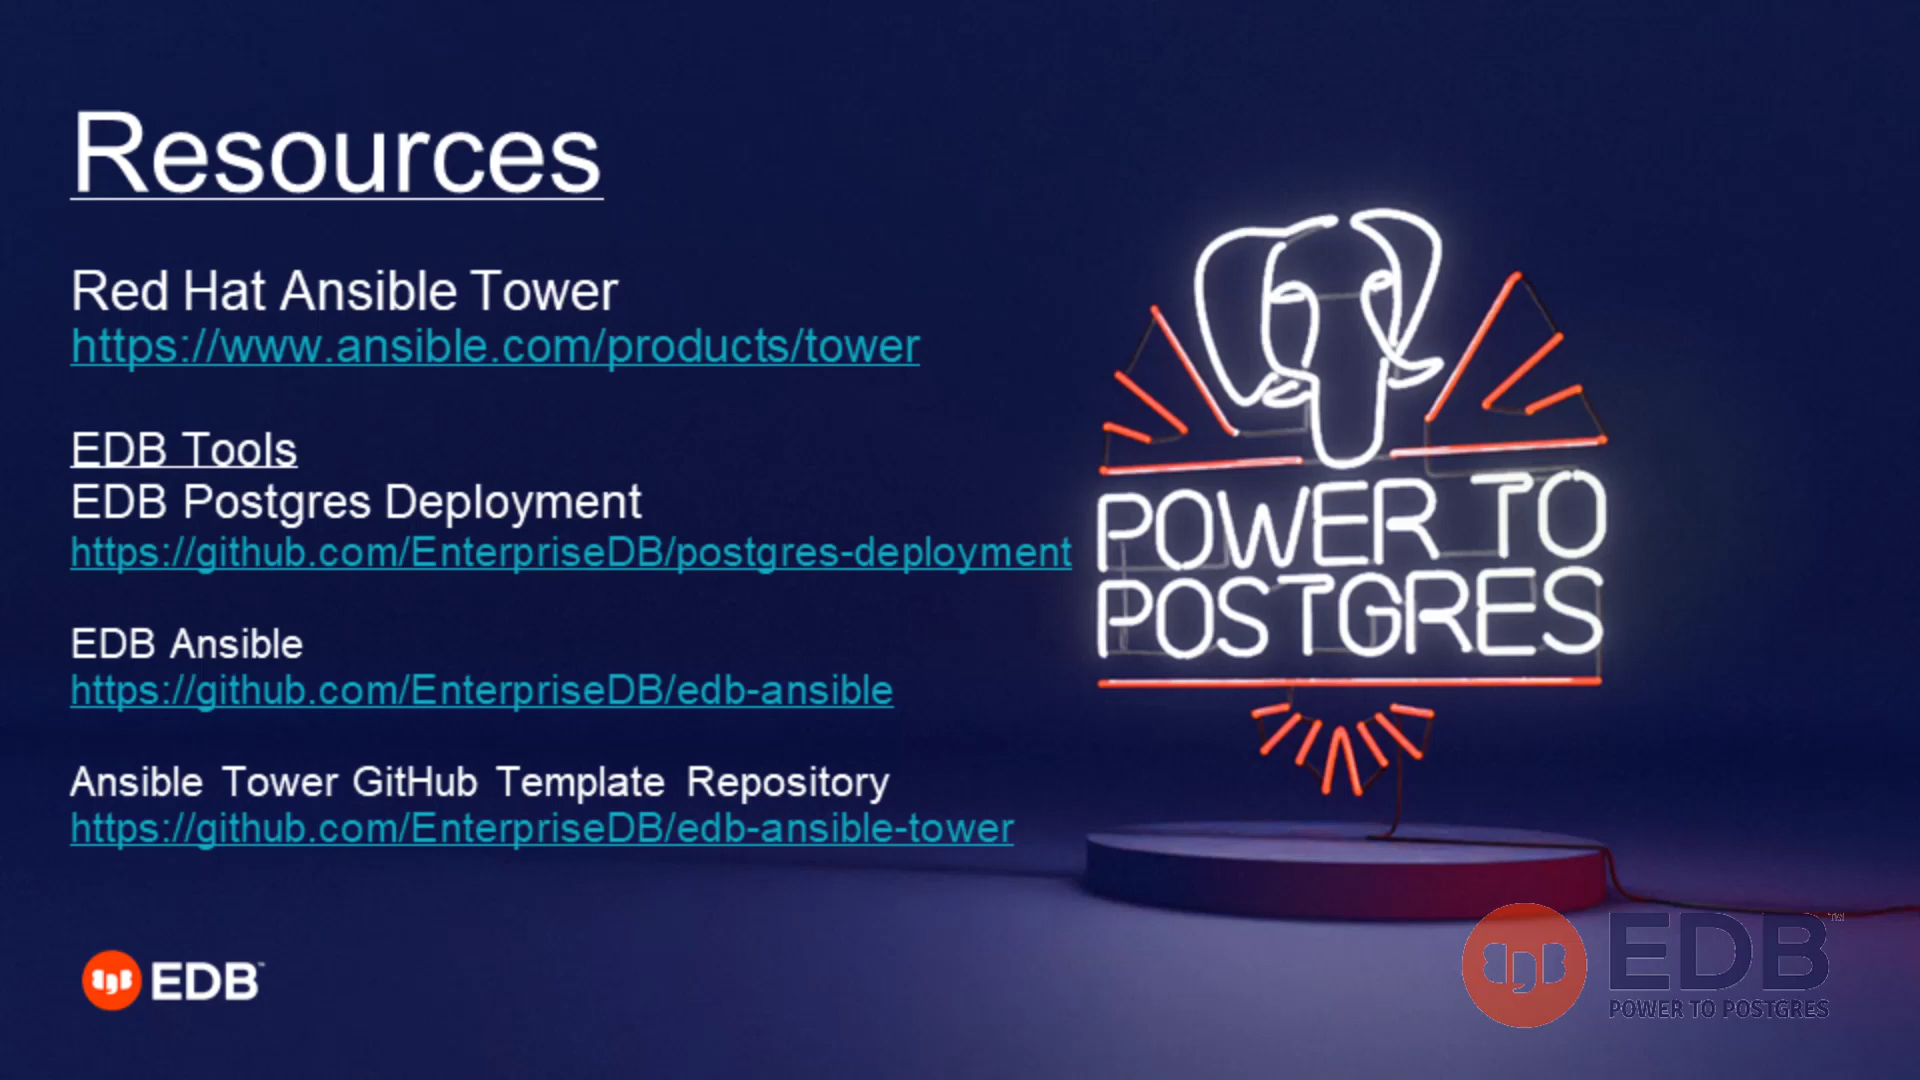 Resources
Red Hat Ansible Tower
https://www.ansible.com/products/tower
EDB Tools
EDB Postgres Deployment
https://github.com/EnterpriseDB/postgres-deployment
EDB Ansible
https://github.com/EnterpriseDB/edb-ansible
Ansible Tower GitHub Template Repository
https://github.com/EnterpriseDB/edb-ansible-tower
POWER TO
POSTGRES
EDB™
EDB™
POWER TO POSTGRES